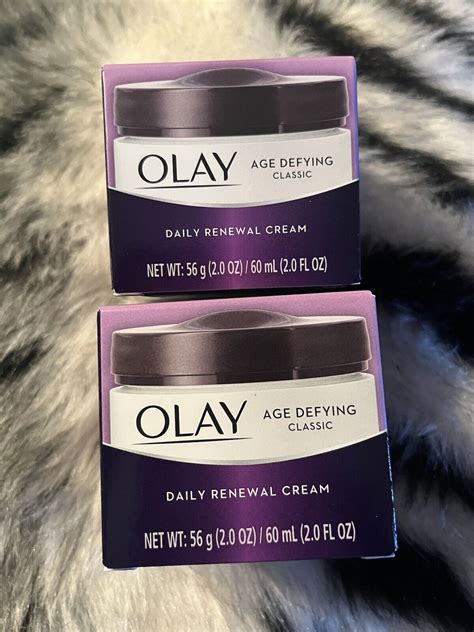 OLAY AGE DEFYING
CLASSIC
DAILY RENEWAL CREAM
NET WT: 56 g (2.0 OZ) / 60 mL (2.0 FL OZ)
OLAY AGE DEFYING
CLASSIC
DAILY RENEWAL CREAM
NET WT: 56 g (2.0 OZ) / 60 mL (2.0 FL OZ)